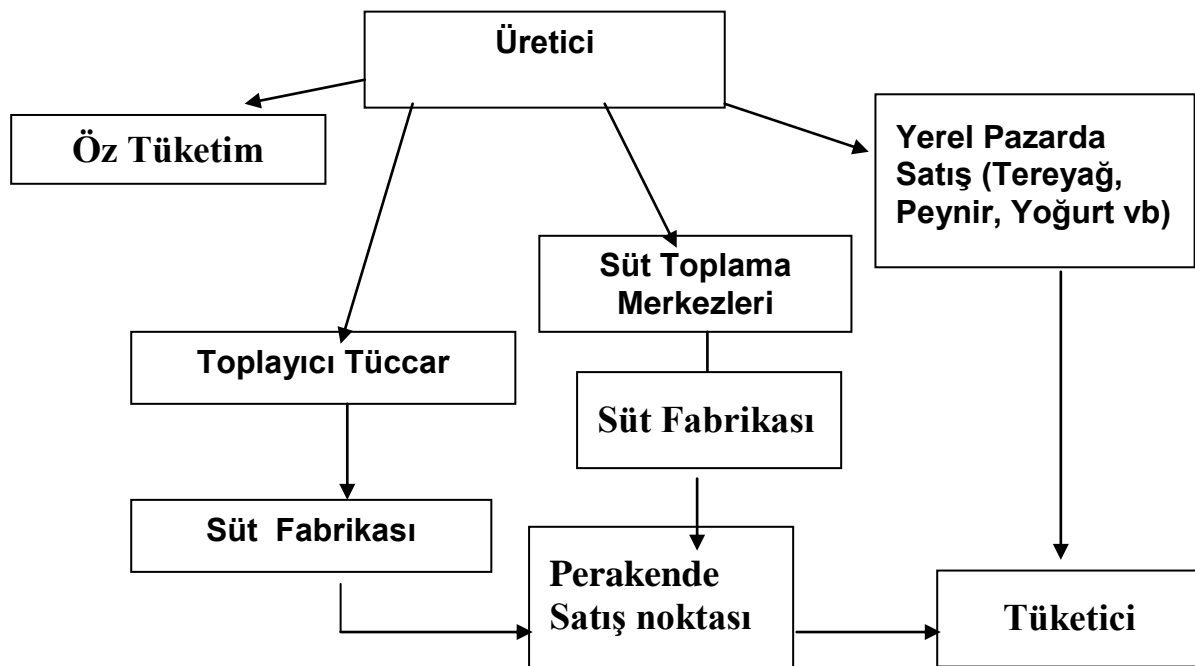 Üretici
Öz Tüketim
Yerel Pazarda
Satış (Tereyağ,
Peynir, Yoğurt vb)
Süt Toplama
Merkezleri
Toplayıcı Tüccar
Süt Fabrikası
Süt  Fabrikası
Perakende
Satış noktası
Tüketici